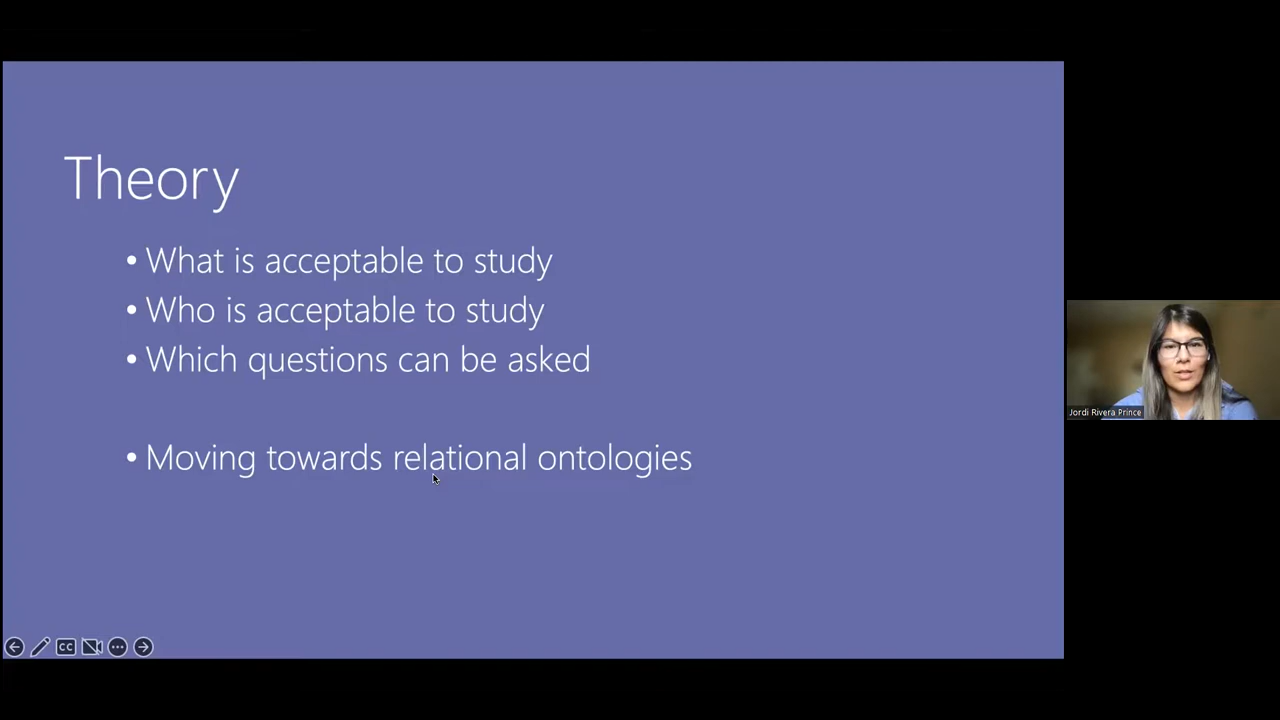 Theory
• What is acceptable to study
• Who is acceptable to study
• Which questions can be asked
• Moving towards relational ontologies
Jordi Rivera Prince
CC